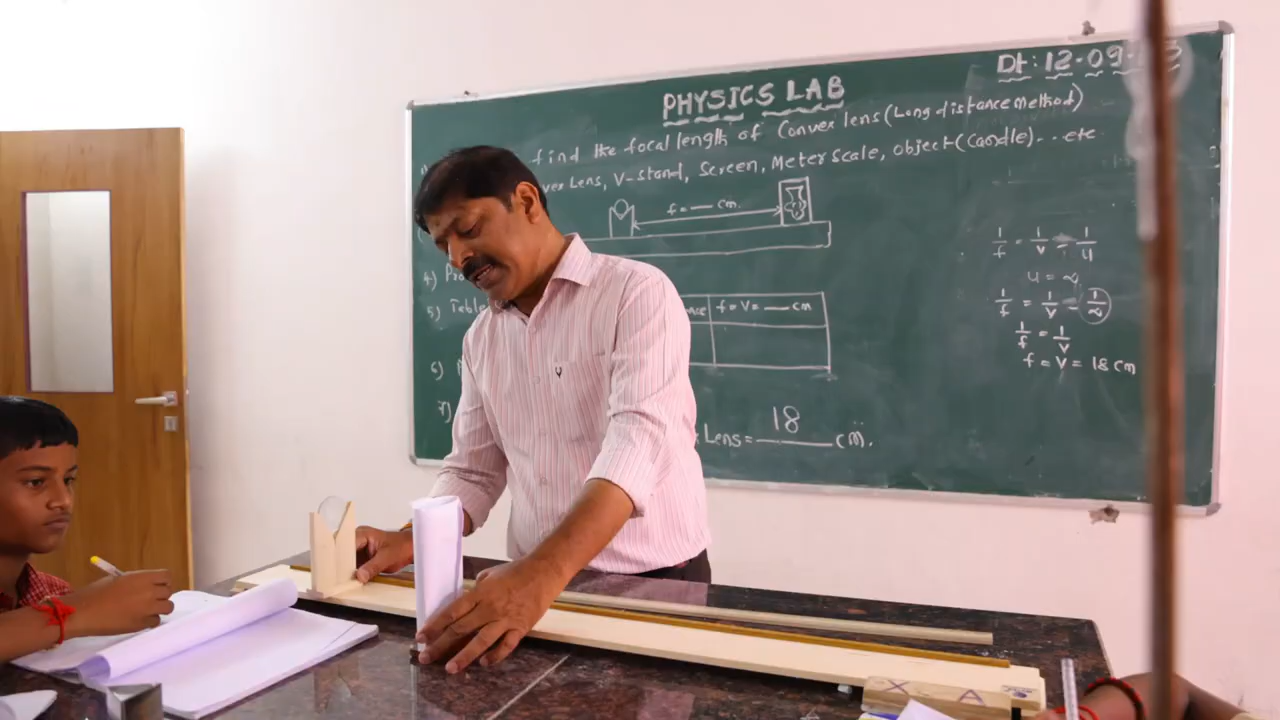 PHYSICS LAB
Dt: 12-09-
find the focal length of Convex lens (Long distance method)
Lens, V-stand, Screen, Meter scale, object (Candle)...etc
f = — cm.
4) Pro
5) Table
f = V = — cm
6)
7)
Lens = 18 cm.
1/f = 1/v - 1/u
u = ~
1/f = 1/v - 1/~
1/f = 1/v
f = V = 18 cm
X A